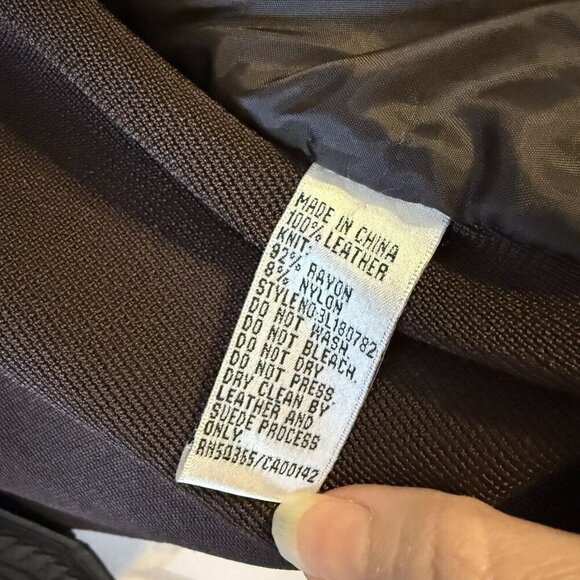 MADE IN CHINA
100% LEATHER
KNIT:
92% RAYON
8% NYLON
STYLENO:3L180782
DO NOT WASH.
DO NOT BLEACH.
DO NOT DRY
DO NOT PRESS.
DRY CLEAN BY
LEATHER AND
SUEDE PROCESS
ONLY.
RN50355/CA00142